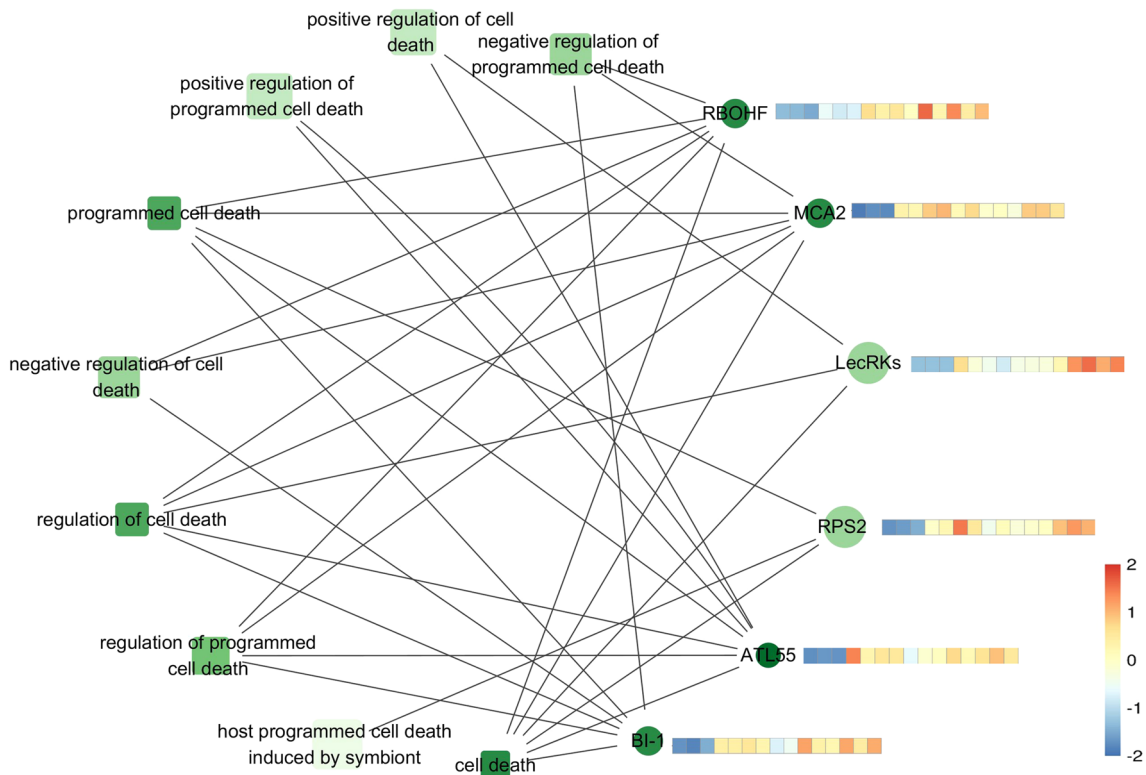 positive regulation of cell
death
negative regulation of
programmed cell death
positive regulation of
programmed cell death
RBOHF
programmed cell death
MCA2
negative regulation of cell
death
LecRKs
regulation of cell death
RPS2
regulation of programmed
cell death
ATL55
host programmed cell death
induced by symbiont
cell death
BI-1
2
1
0
-1
-2